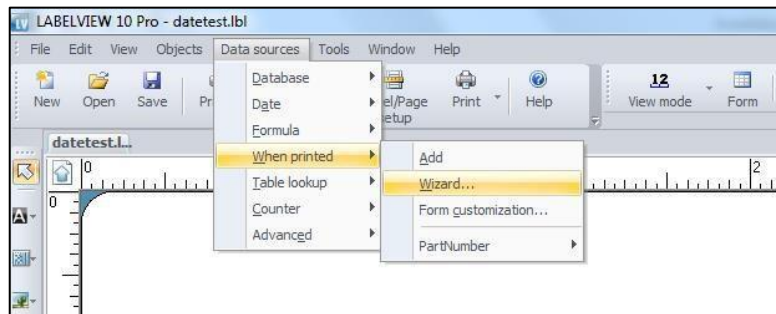 LABELVIEW 10 Pro - datetest.lbl
File Edit View Objects Data sources Tools Window Help
New Open Save Pr el/Page etup Print Help 12 View mode Form
Database
Date
Formula
When printed
Table lookup
Counter
Advanced
Add
Wizard...
Form customization...
PartNumber
datetest.l...
0 2
0
A